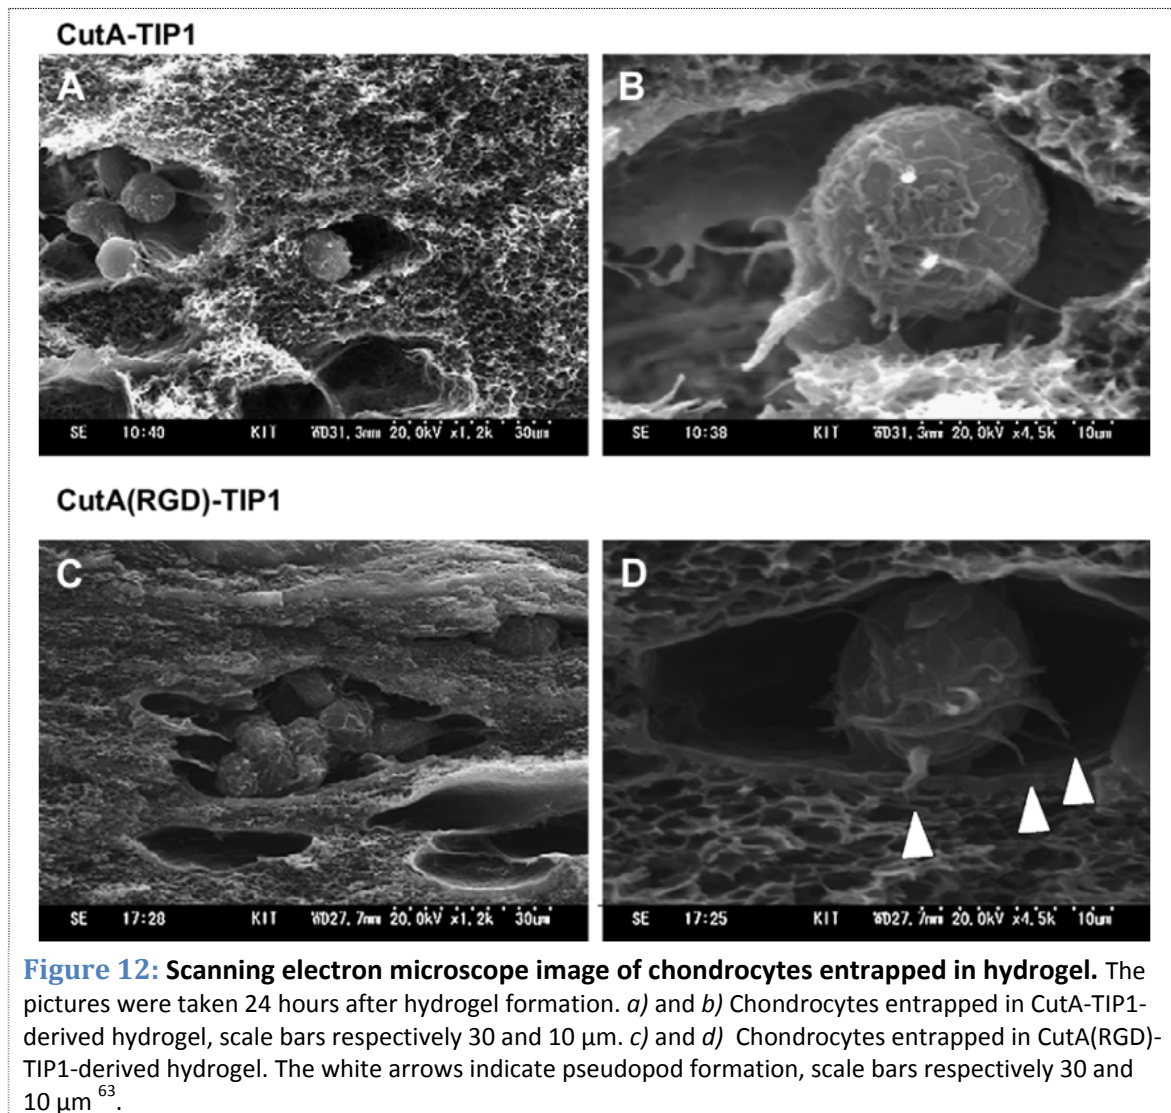 CutA-TIP1
A
B
SE 10:40 KIT WD31.3mm 20.0kV x1.2k 30um
SE 10:38 KIT WD31.3mm 20.0kV x4.5k 10um
CutA(RGD)-TIP1
C
D
SE 17:28 KIT WD27.7mm 20.0kV x1.2k 30um
SE 17:25 KIT WD27.7mm 20.0kV x4.5k 10um
Figure 12: Scanning electron microscope image of chondrocytes entrapped in hydrogel. The
pictures were taken 24 hours after hydrogel formation. a) and b) Chondrocytes entrapped in CutA-TIP1-
derived hydrogel, scale bars respectively 30 and 10 µm. c) and d) Chondrocytes entrapped in CutA(RGD)-
TIP1-derived hydrogel. The white arrows indicate pseudopod formation, scale bars respectively 30 and
10 µm 63.